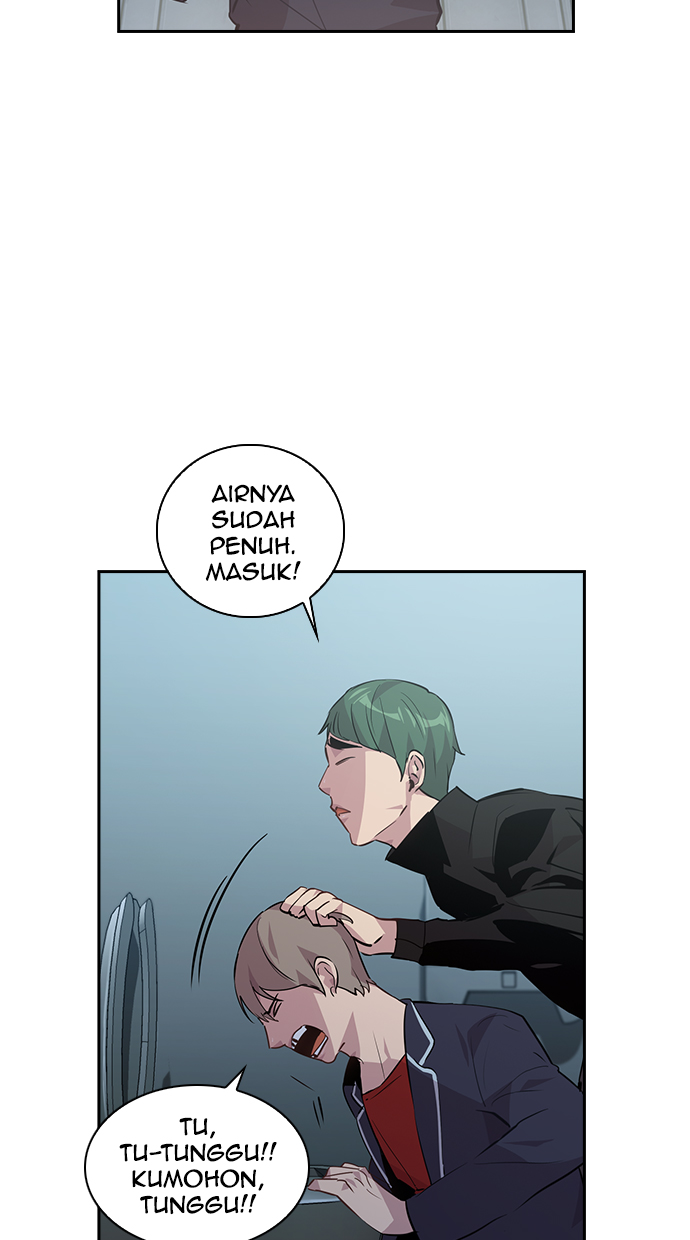 AIRNYA
SUDAH
PENUH.
MASUK!
TU,
TU-TUNGGU!!
KUMOHON,
TUNGGU!!